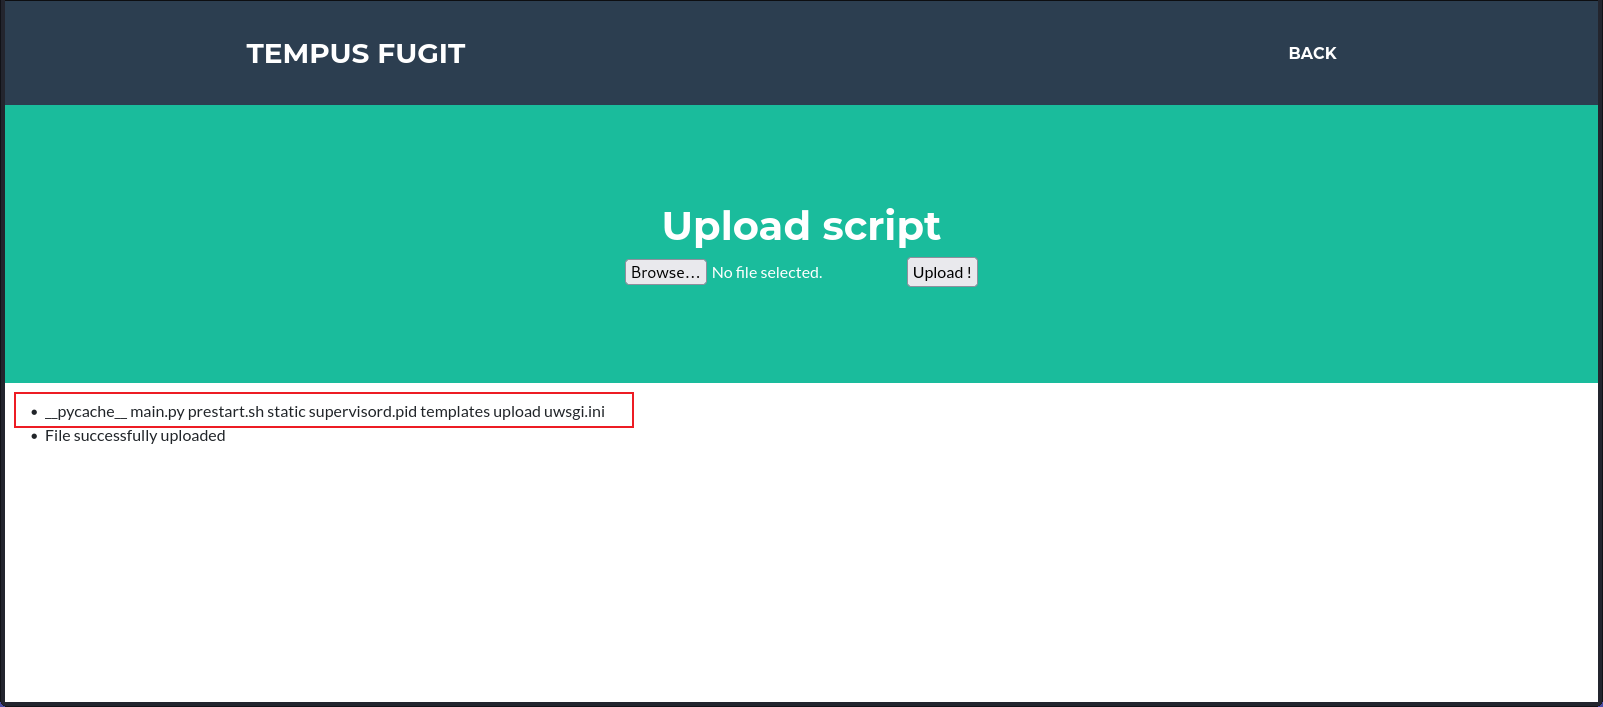 TEMPUS FUGIT
BACK
Upload script
Browse... No file selected. Upload !
__pycache__ main.py prestart.sh static supervisord.pid templates upload uwsgi.ini
File successfully uploaded